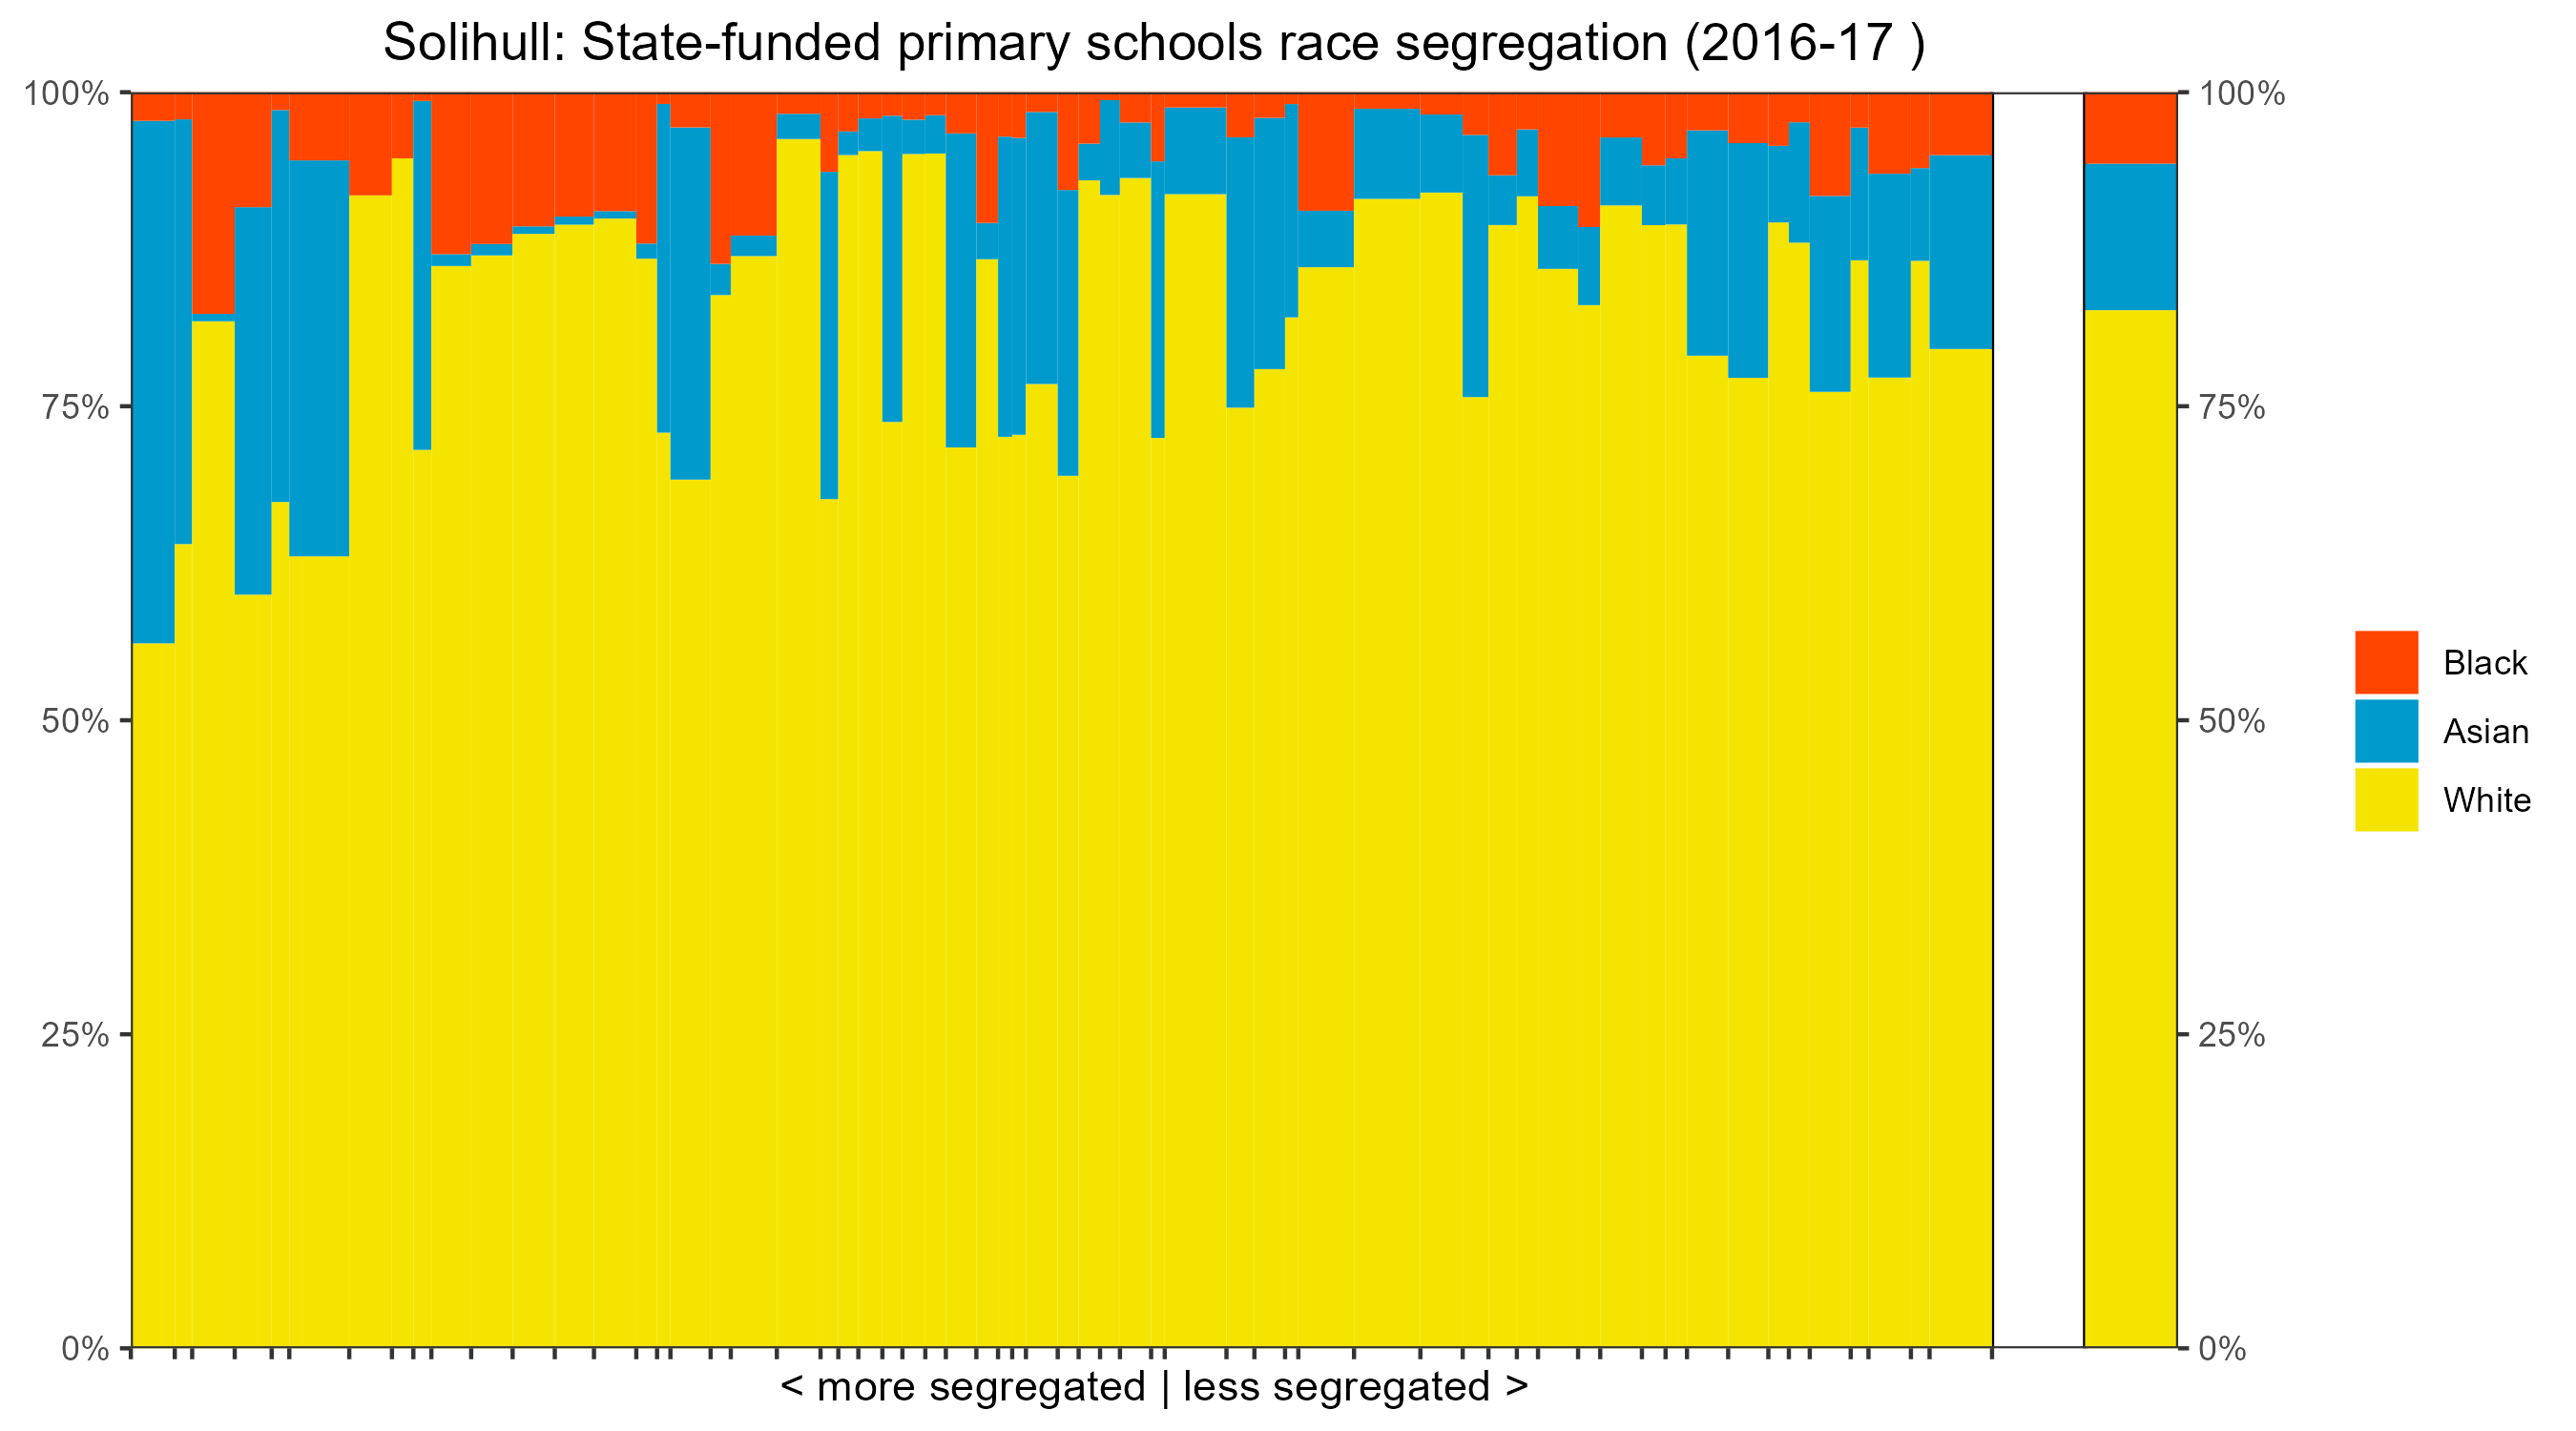 Solihull: State-funded primary schools race segregation (2016-17 )
100%
75%
50%
25%
0%
100%
75%
50%
25%
0%
Black
Asian
White
< more segregated | less segregated >